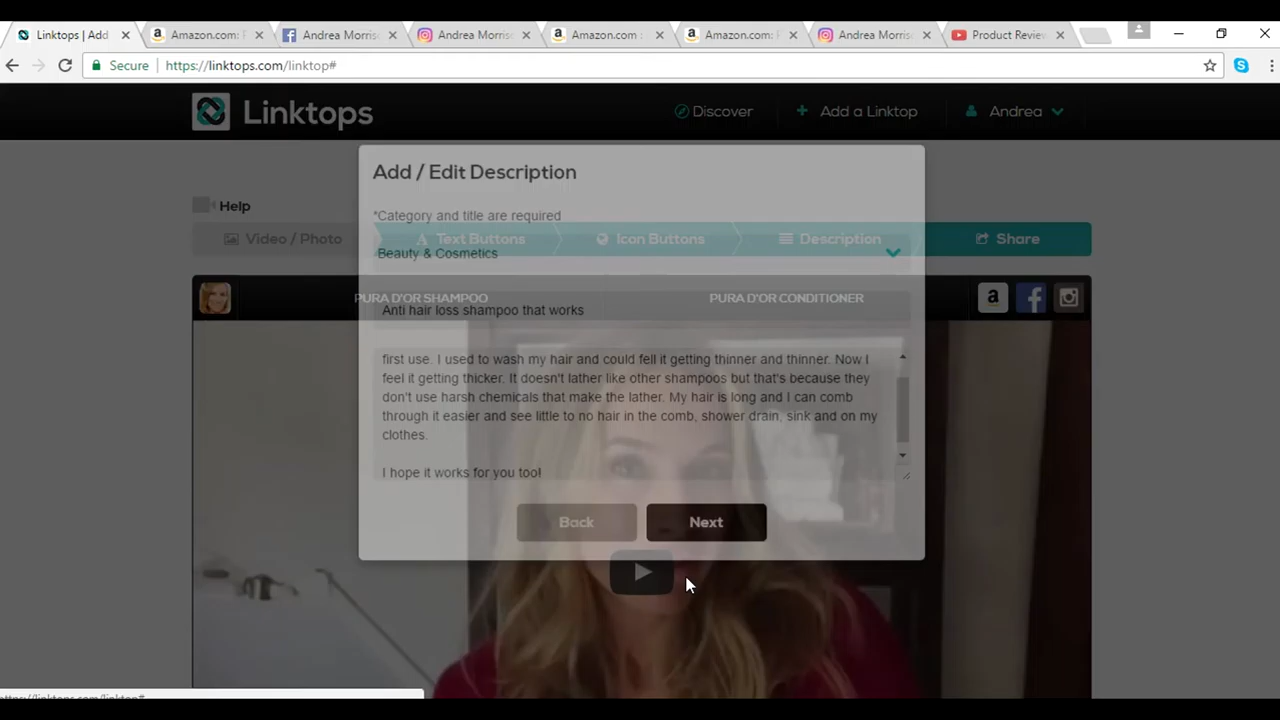 Linktops | Add
Amazon.com: F
Andrea Morris
Andrea Morris
Amazon.com :
Amazon.com: F
Andrea Morris
Product Review
Secure
https://linktops.com/linktop#
Linktops
Discover
Add a Linktop
Andrea
Add / Edit Description
Help
*Category and title are required
Video / Photo
Text Buttons
Icon Buttons
Description
Share
Beauty & Cosmetics
PURA D'OR SHAMPOO
PURA D'OR CONDITIONER
Anti hair loss shampoo that works
first use. I used to wash my hair and could fell it getting thinner and thinner. Now I
feel it getting thicker. It doesn't lather like other shampoos but that's because they
don't use harsh chemicals that make the lather. My hair is long and I can comb
through it easier and see little to no hair in the comb, shower drain, sink and on my
clothes.
I hope it works for you too!
Back
Next
https://linktops.com/linktop#